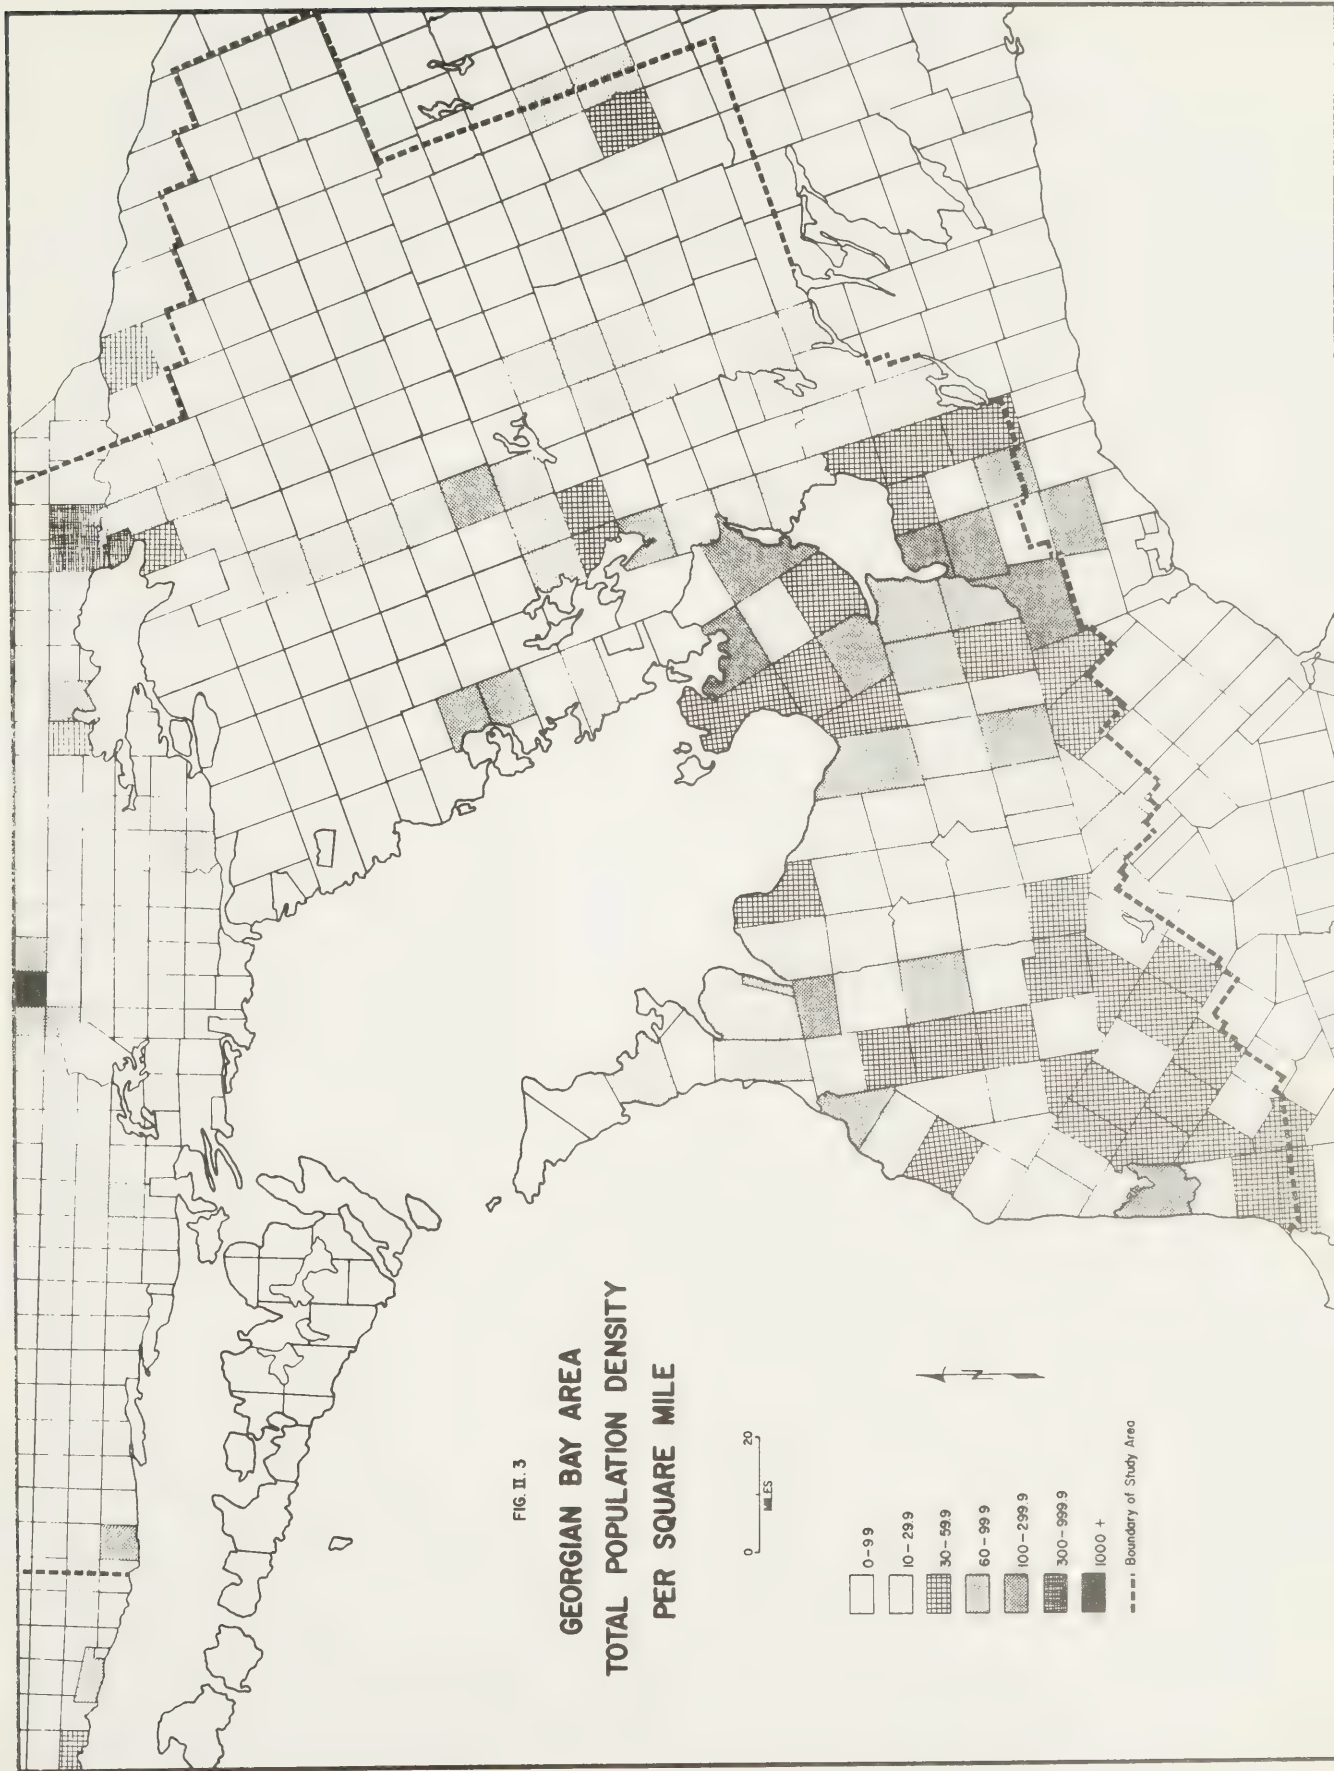 FIG. II. 3
GEORGIAN BAY AREA
TOTAL POPULATION DENSITY
PER SQUARE MILE
0 20
MILES
0-9.9
10-29.9
30-59.9
60-99.9
100-299.9
300-999.9
1000 +
Boundary of Study Area